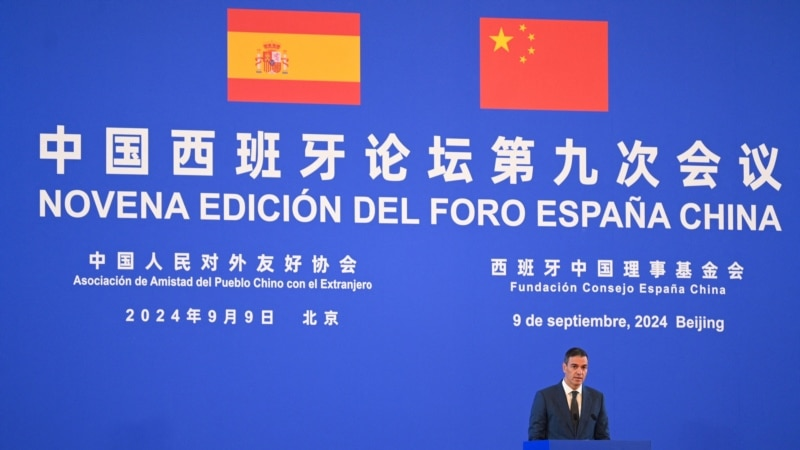 中国西班牙论坛第九次会议
NOVENA EDICIÓN DEL FORO ESPAÑA CHINA
中国人民对外友好协会
Asociación de Amistad del Pueblo Chino con el Extranjero
2024年9月9日 北京
西班牙中国理事基金会
Fundación Consejo España China
9 de septiembre, 2024 Beijing